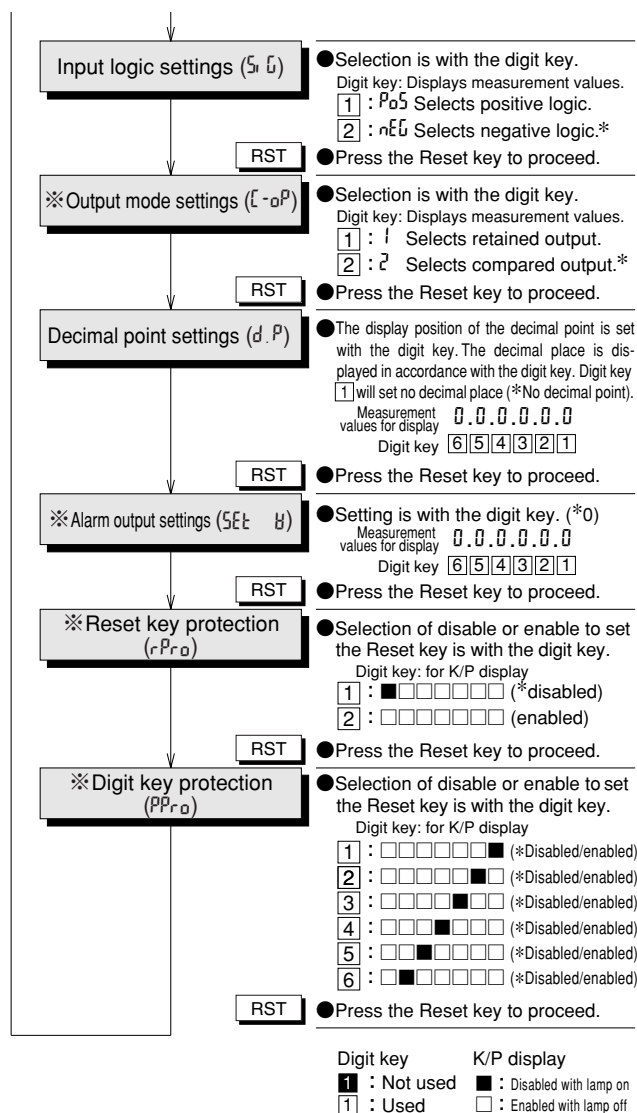 Input logic settings (SiG)
●Selection is with the digit key.
Digit key: Displays measurement values.
1 : PoS Selects positive logic.
2 : nEG Selects negative logic.*
RST
●Press the Reset key to proceed.
※Output mode settings (C-oP)
●Selection is with the digit key.
Digit key: Displays measurement values.
1 : 1 Selects retained output.
2 : 2 Selects compared output.*
RST
●Press the Reset key to proceed.
Decimal point settings (d.P)
●The display position of the decimal point is set
with the digit key. The decimal place is dis-
played in accordance with the digit key. Digit key
1 will set no decimal place (*No decimal point).
Measurement
values for display 0.0.0.0.0.0
Digit key 6 5 4 3 2 1
RST
●Press the Reset key to proceed.
※Alarm output settings (SEt
●Setting is with the digit key. (*0)
Measurement
values for display 0.0.0.0.0.0
Digit key 6 5 4 3 2 1
RST
●Press the Reset key to proceed.
※Reset key protection
(rPro)
●Selection of disable or enable to set
the Reset key is with the digit key.
Digit key: for K/P display
1 : ■□□□□□□ (*disabled)
2 : □□□□□□□ (enabled)
RST
●Press the Reset key to proceed.
※Digit key protection
(PPro)
●Selection of disable or enable to set
the Reset key is with the digit key.
Digit key: for K/P display
1 : □□□□□□■ (*Disabled/enabled)
2 : □□□□□■□ (*Disabled/enabled)
3 : □□□□■□□ (*Disabled/enabled)
4 : □□□■□□□ (*Disabled/enabled)
5 : □□■□□□□ (*Disabled/enabled)
6 : □■□□□□□ (*Disabled/enabled)
RST
●Press the Reset key to proceed.
Digit key K/P display
1 : Not used ■ : Disabled with lamp on
1 : Used □ : Enabled with lamp off